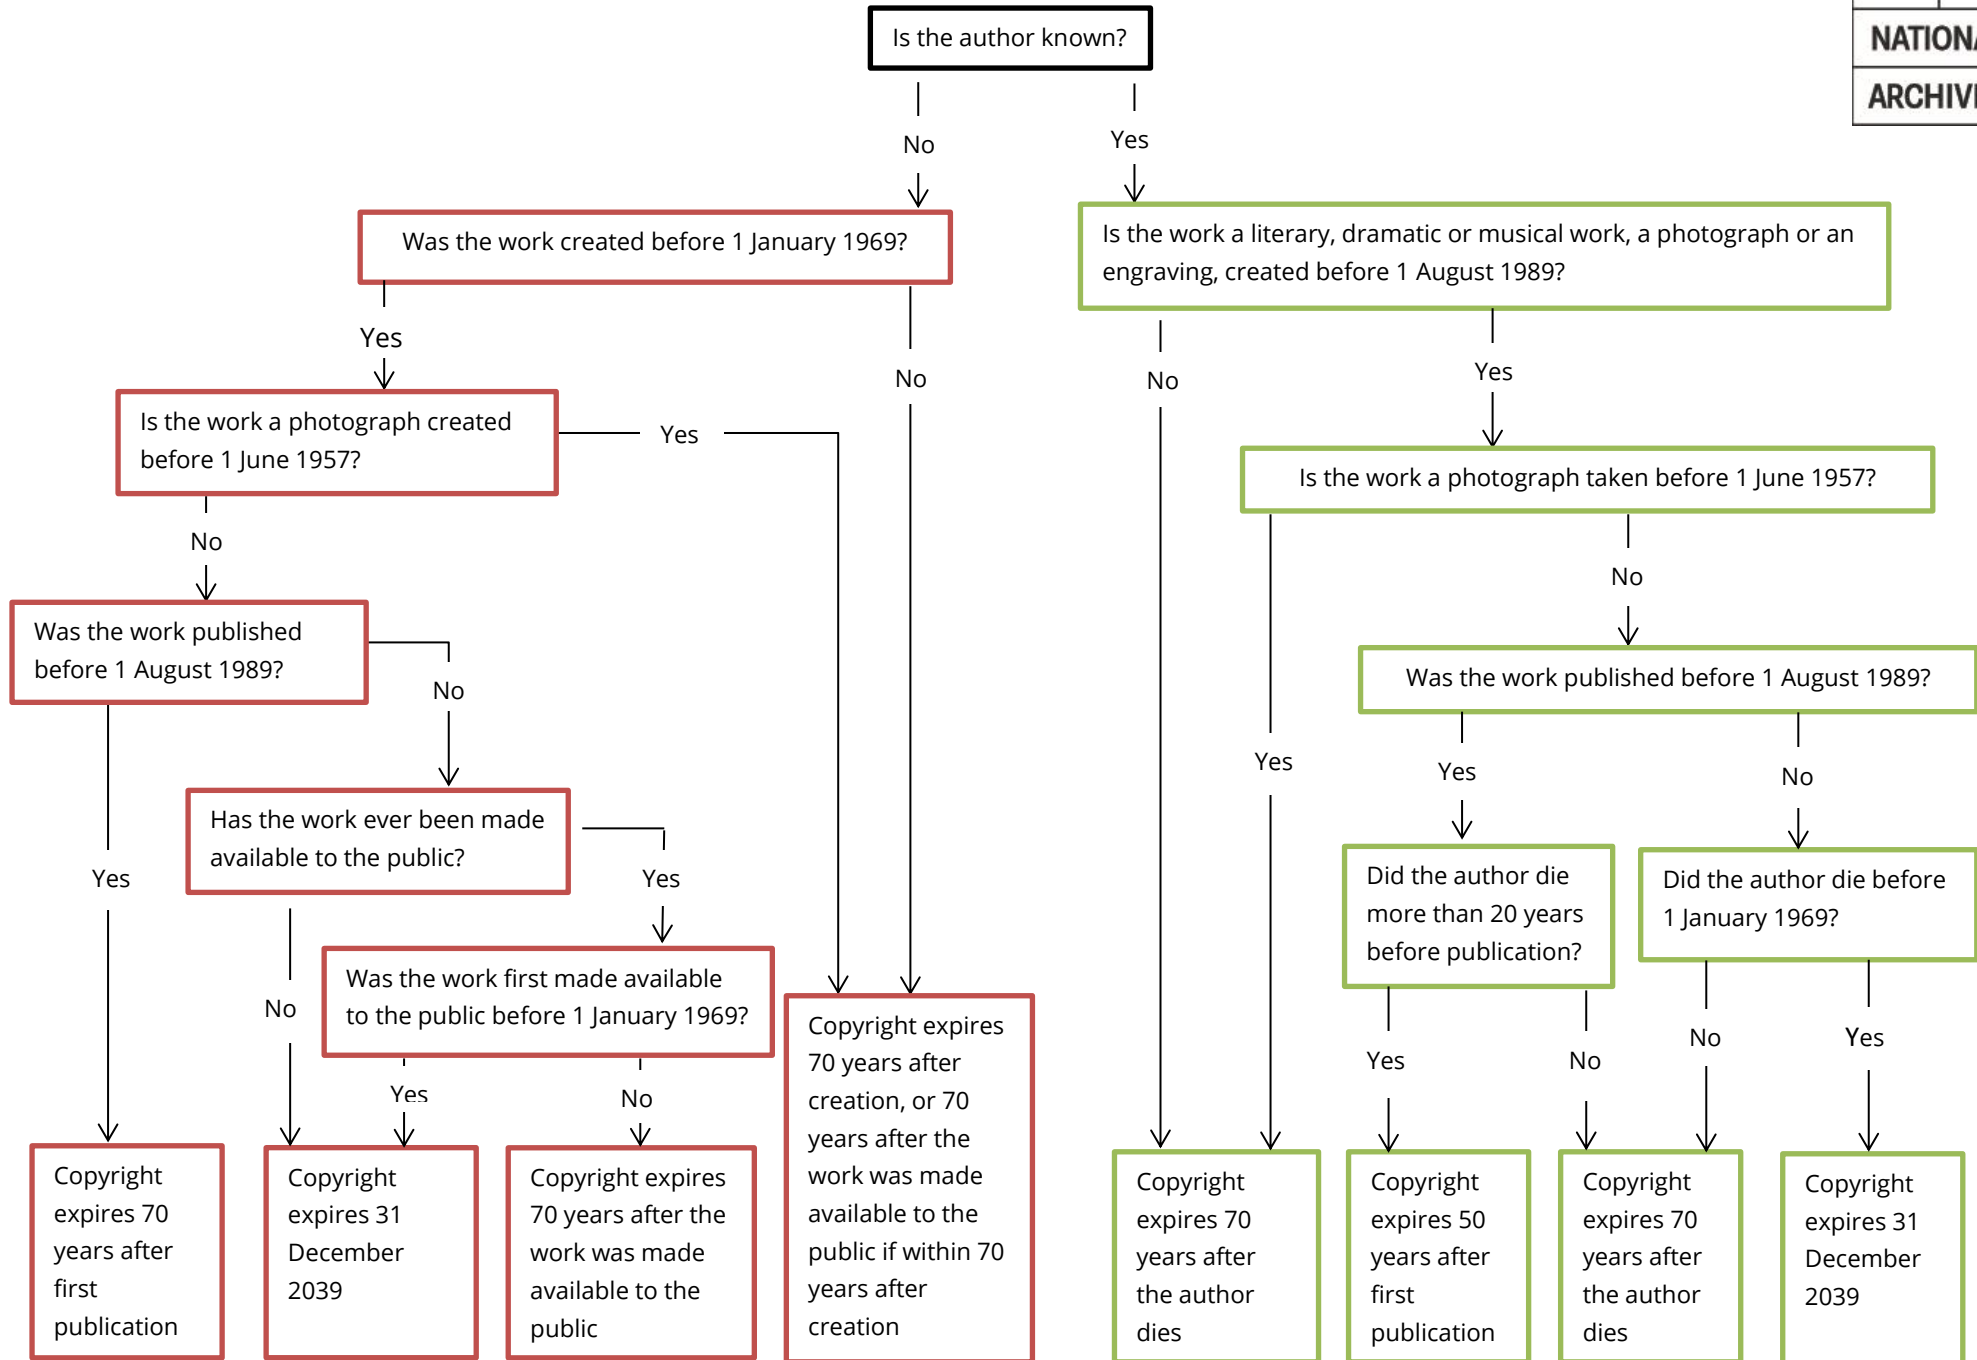 Is the author known?
NATIONA
ARCHIV
No
Yes
Was the work created before 1 January 1969?
Is the work a literary, dramatic or musical work, a photograph or an
engraving, created before 1 August 1989?
Yes
No
No
Yes
Is the work a photograph created
before 1 June 1957?
Yes
Is the work a photograph taken before 1 June 1957?
No
No
Was the work published
before 1 August 1989?
No
Was the work published before 1 August 1989?
Yes
Yes
No
Has the work ever been made
available to the public?
Yes
Yes
Did the author die
more than 20 years
before publication?
Did the author die before
1 January 1969?
Was the work first made available
to the public before 1 January 1969?
No
Yes
No
Yes
No
No
Yes
Copyright
expires 70
years after
first
publication
Copyright
expires 31
December
2039
Copyright expires
70 years after the
work was made
available to the
public
Copyright expires
70 years after
creation, or 70
years after the
work was made
available to the
public if within 70
years after
creation
Copyright
expires 70
years after
the author
dies
Copyright
expires 50
years after
first
publication
Copyright
expires 70
years after
the author
dies
Copyright
expires 31
December
2039